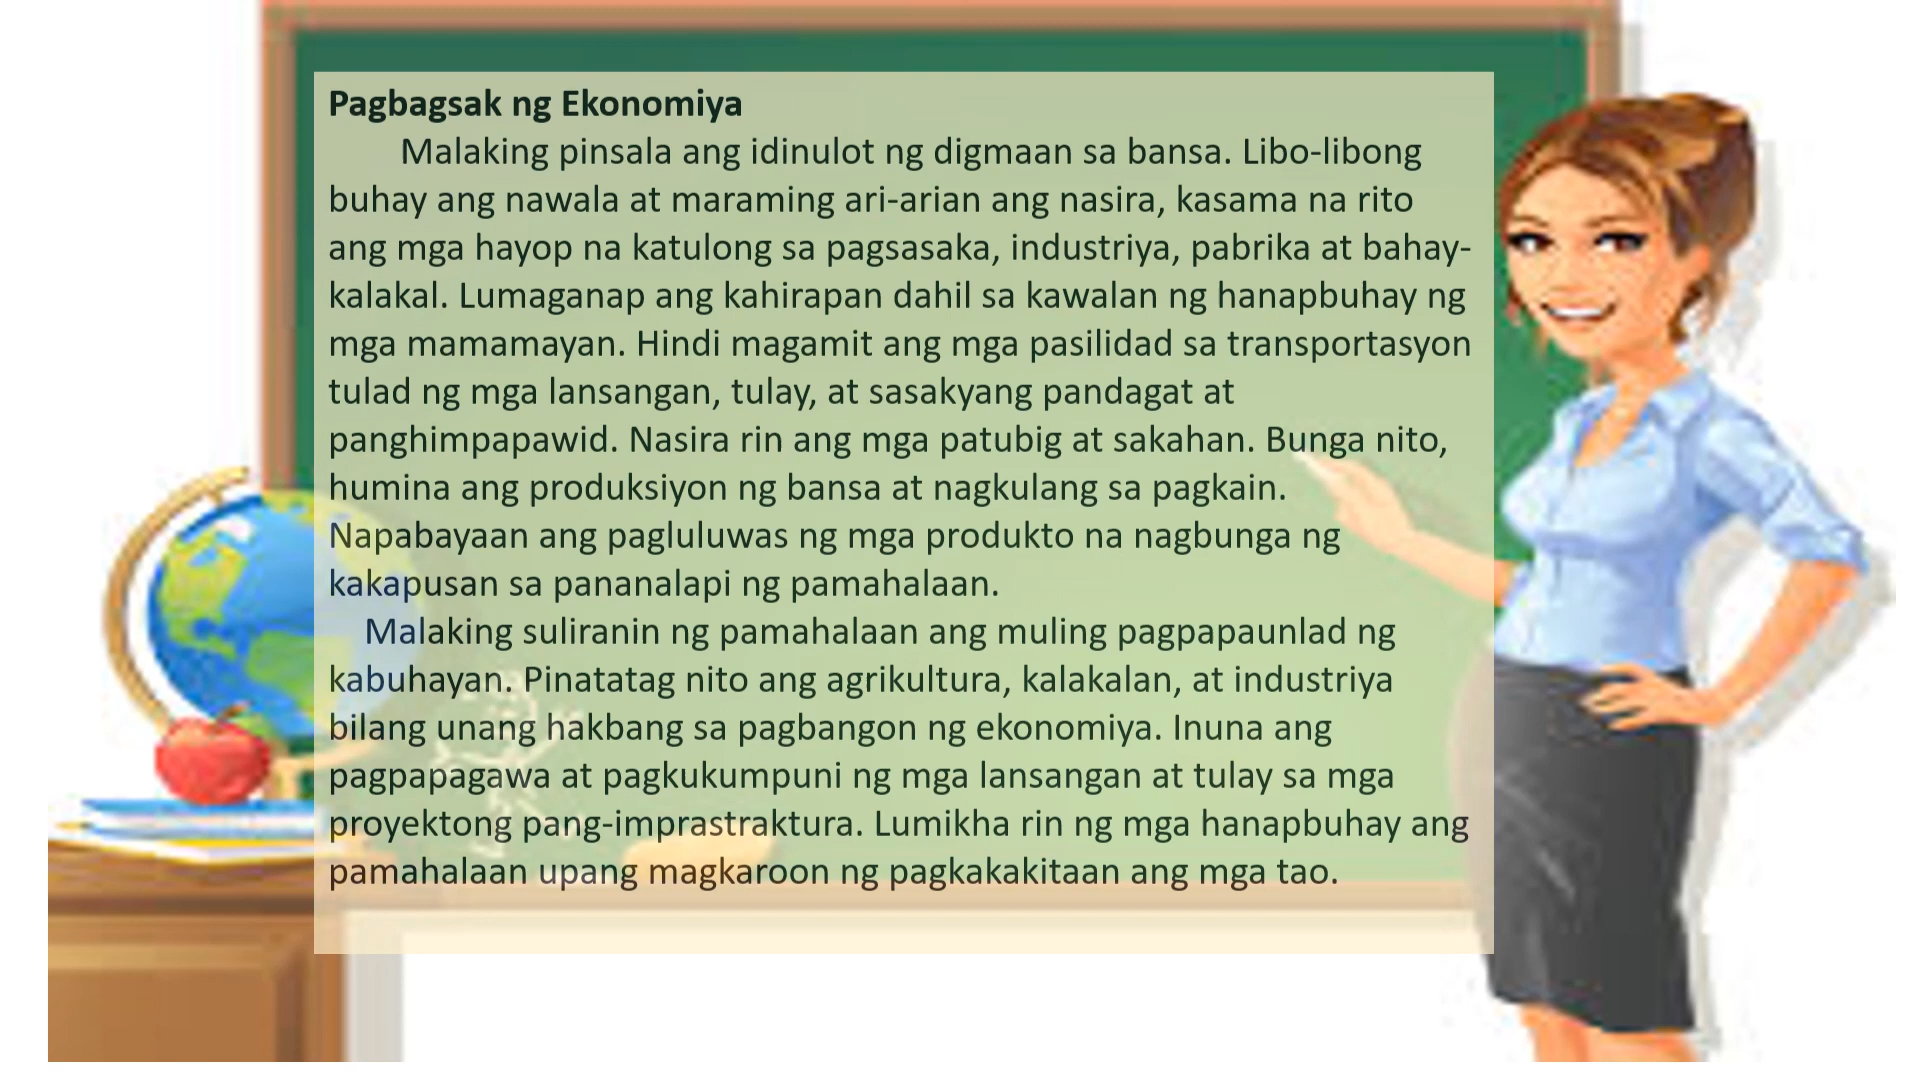 Pagbagsak ng Ekonomiya
Malaking pinsala ang idinulot ng digmaan sa bansa. Libo-libong
buhay ang nawala at maraming ari-arian ang nasira, kasama na rito
ang mga hayop na katulong sa pagsasaka, industriya, pabrika at bahay-
kalakal. Lumaganap ang kahirapan dahil sa kawalan ng hanapbuhay ng
mga mamamayan. Hindi magamit ang mga pasilidad sa transportasyon
tulad ng mga lansangan, tulay, at sasakyang pandagat at
panghimpapawid. Nasira rin ang mga patubig at sakahan. Bunga nito,
humina ang produksiyon ng bansa at nagkulang sa pagkain.
Napabayaan ang pagluluwas ng mga produkto na nagbunga ng
kakapusan sa pananalapi ng pamahalaan.
Malaking suliranin ng pamahalaan ang muling pagpapaunlad ng
kabuhayan. Pinatatag nito ang agrikultura, kalakalan, at industriya
bilang unang hakbang sa pagbangon ng ekonomiya. Inuna ang
pagpapagawa at pagkukumpuni ng mga lansangan at tulay sa mga
proyektong pang-imprastraktura. Lumikha rin ng mga hanapbuhay ang
pamahalaan upang magkaroon ng pagkakakitaan ang mga tao.